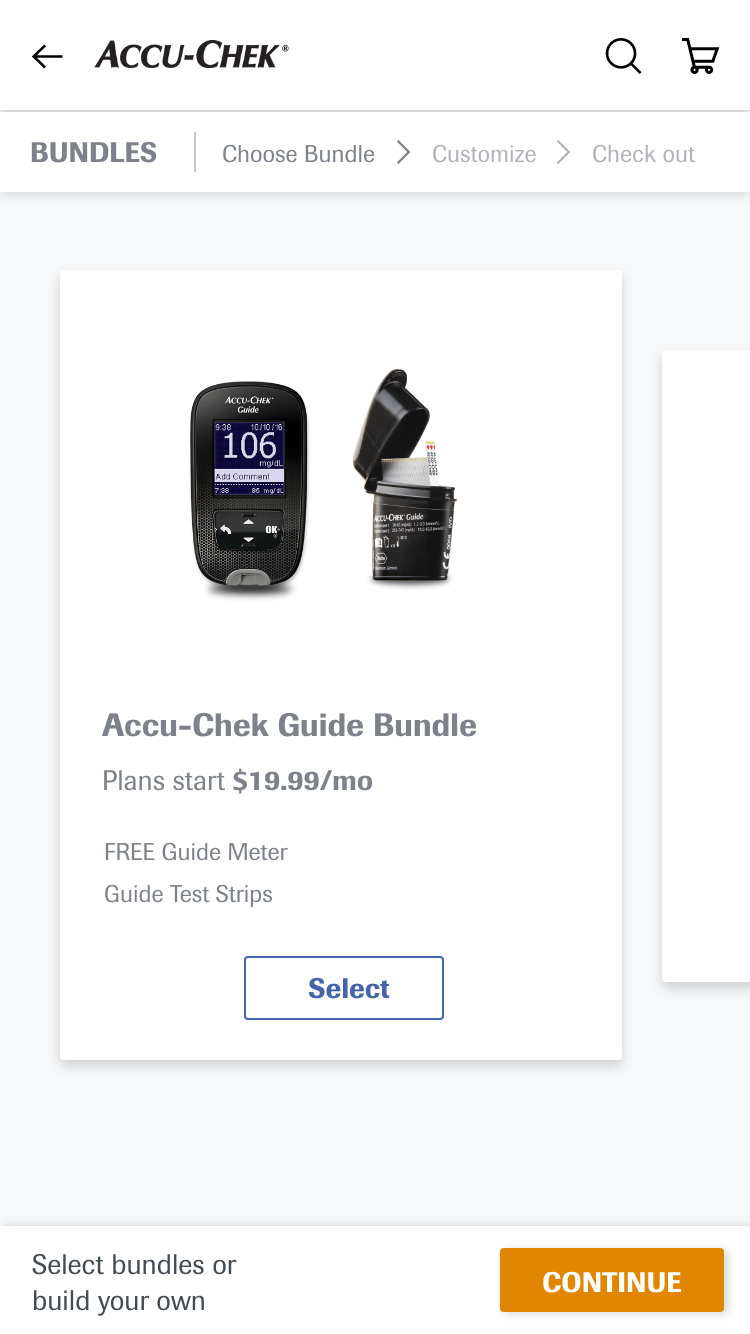 ACCU-CHEK®
BUNDLES
Choose Bundle
Customize
Check out
ACCU-CHEK®
Guide
9:38 10/10/16
106
mg/dL
Add Comment
7:38 86 mg/dL
OK
ACCU-CHEK® Guide
Roche
Accu-Chek Guide Bundle
Plans start $19.99/mo
FREE Guide Meter
Guide Test Strips
Select
Select bundles or
build your own
CONTINUE